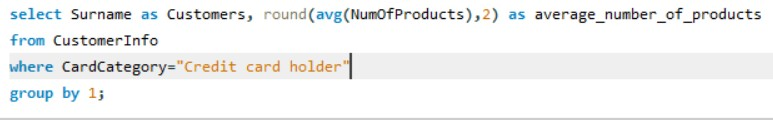 select Surname as Customers, round(avg(NumOfProducts),2) as average_number_of_products
from CustomerInfo
where CardCategory="Credit card holder"
group by 1;